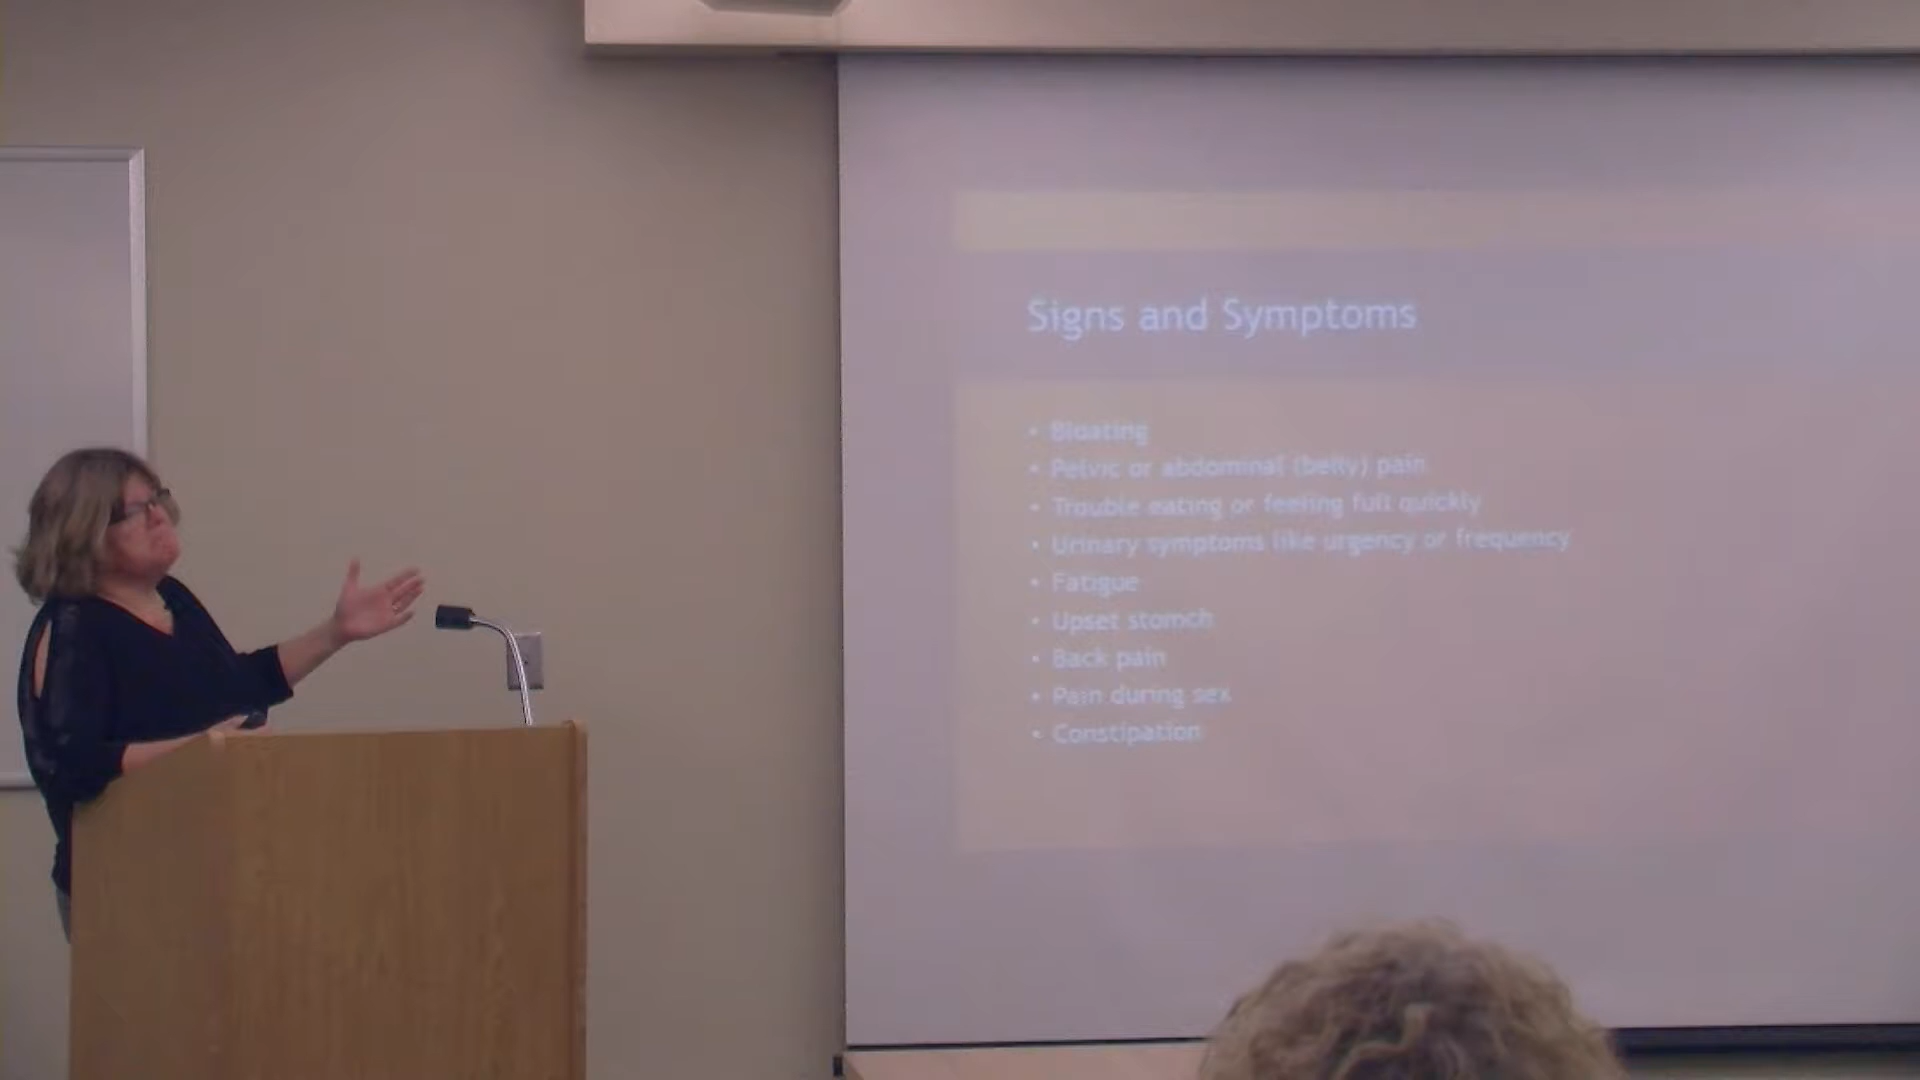 Signs and Symptoms
• Bloating
• Pelvic or abdominal (belly) pain
• Trouble eating or feeling full quickly
• Urinary symptoms like urgency or frequency
• Fatigue
• Upset stomch
• Back pain
• Pain during sex
• Constipation